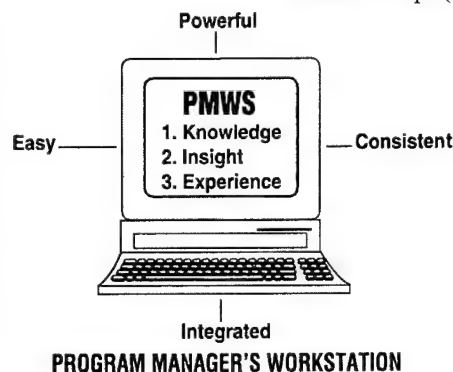 Powerful
PMWS
1. Knowledge
Easy
2. Insight
Consistent
3. Experience
Integrated
PROGRAM MANAGER'S WORKSTATION